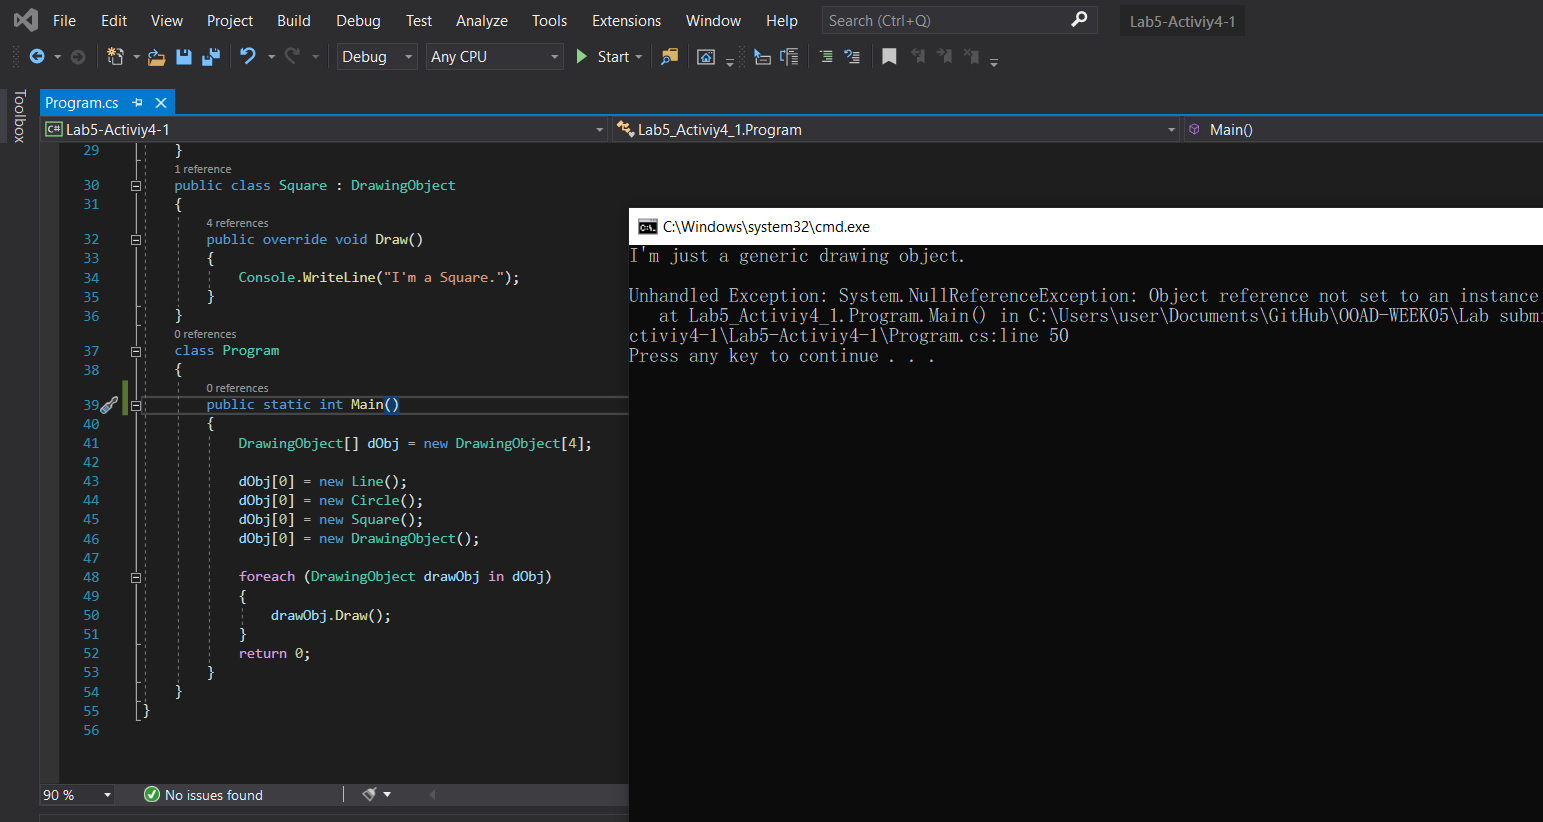 File Edit View Project Build Debug Test Analyze Tools Extensions Window Help Search (Ctrl+Q) Lab5-Activiy4-1
Debug Any CPU Start
Toolbox
Program.cs
C# Lab5-Activiy4-1 Lab5_Activiy4_1.Program Main()
29 }
1 reference
30 public class Square : DrawingObject
31 {
4 references
32 public override void Draw()
33 {
34 Console.WriteLine("I'm a Square.");
35 }
36 }
0 references
37 class Program
38 {
0 references
39 public static int Main()
40 {
41 DrawingObject[] dObj = new DrawingObject[4];
42
43 dObj[0] = new Line();
44 dObj[0] = new Circle();
45 dObj[0] = new Square();
46 dObj[0] = new DrawingObject();
47
48 foreach (DrawingObject drawObj in dObj)
49 {
50 drawObj.Draw();
51 }
52 return 0;
53 }
54 }
55 }
56
90 % No issues found
C:\Windows\system32\cmd.exe
I'm just a generic drawing object.
Unhandled Exception: System.NullReferenceException: Object reference not set to an instance
at Lab5_Activiy4_1.Program.Main() in C:\Users\user\Documents\GitHub\OOAD-WEEK05\Lab submi
ctiviy4-1\Lab5-Activiy4-1\Program.cs:line 50
Press any key to continue . . .